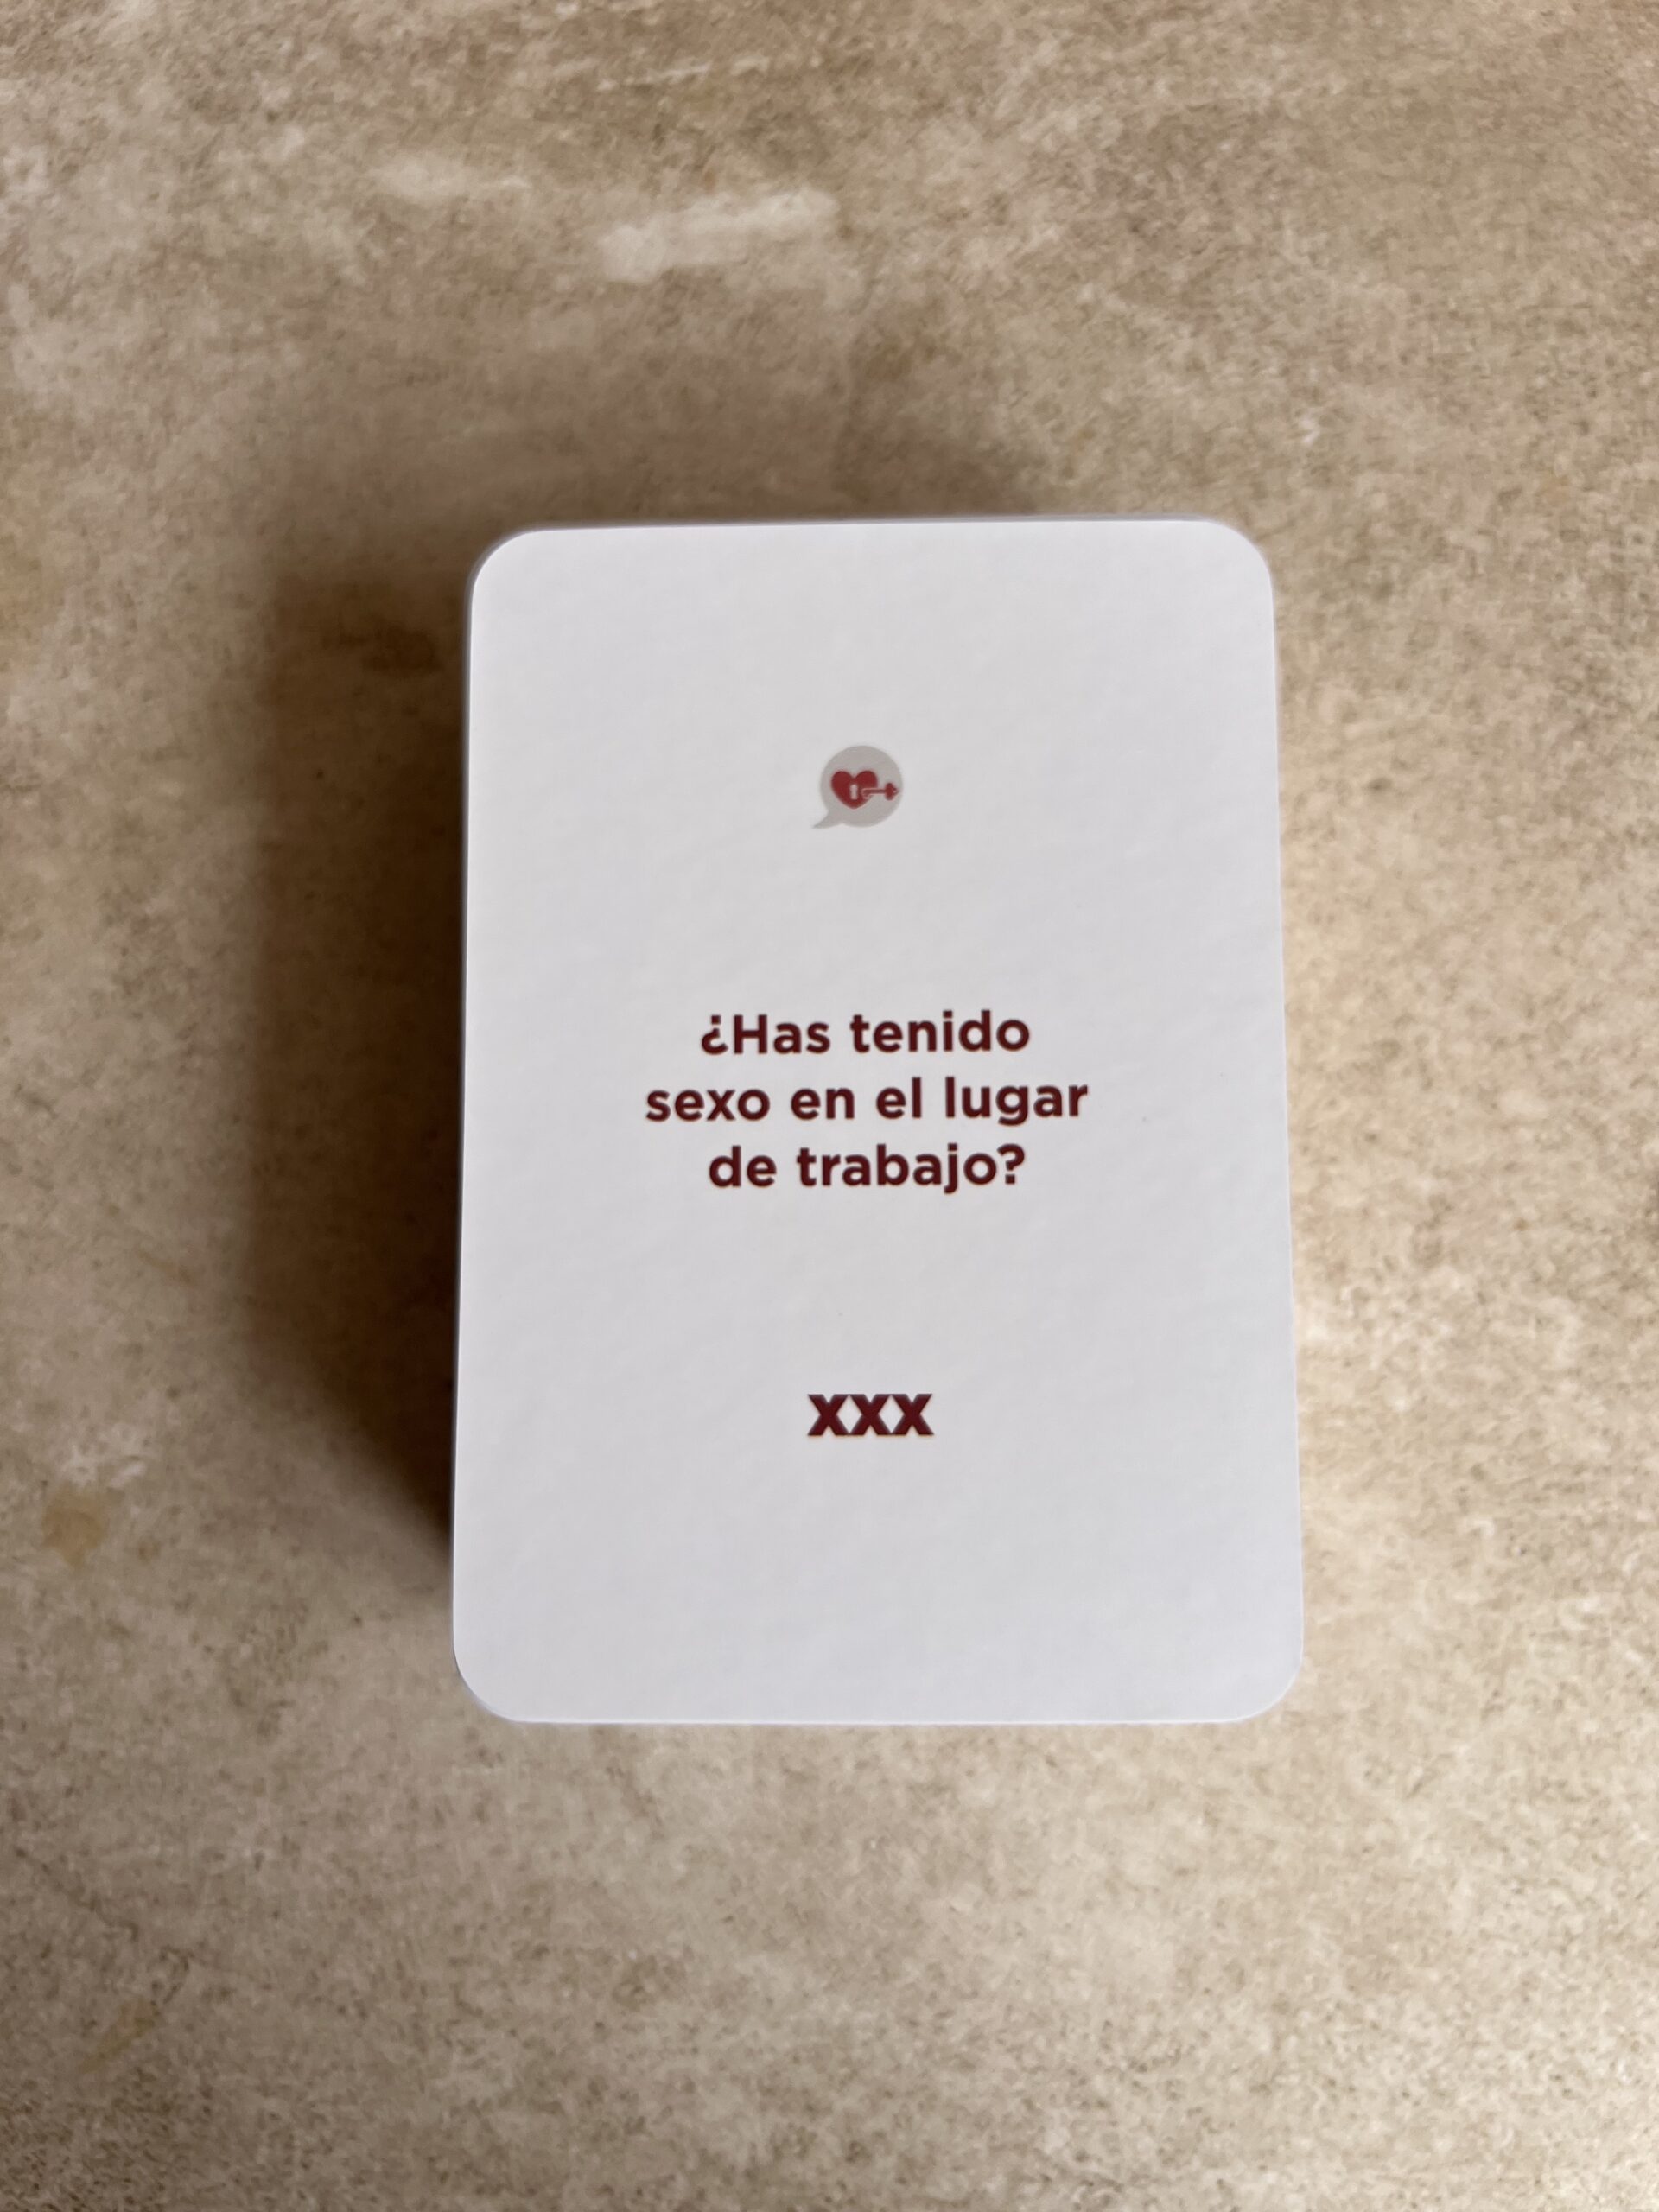 ¿Has tenido
sexo en el lugar
de trabajo?
XXX